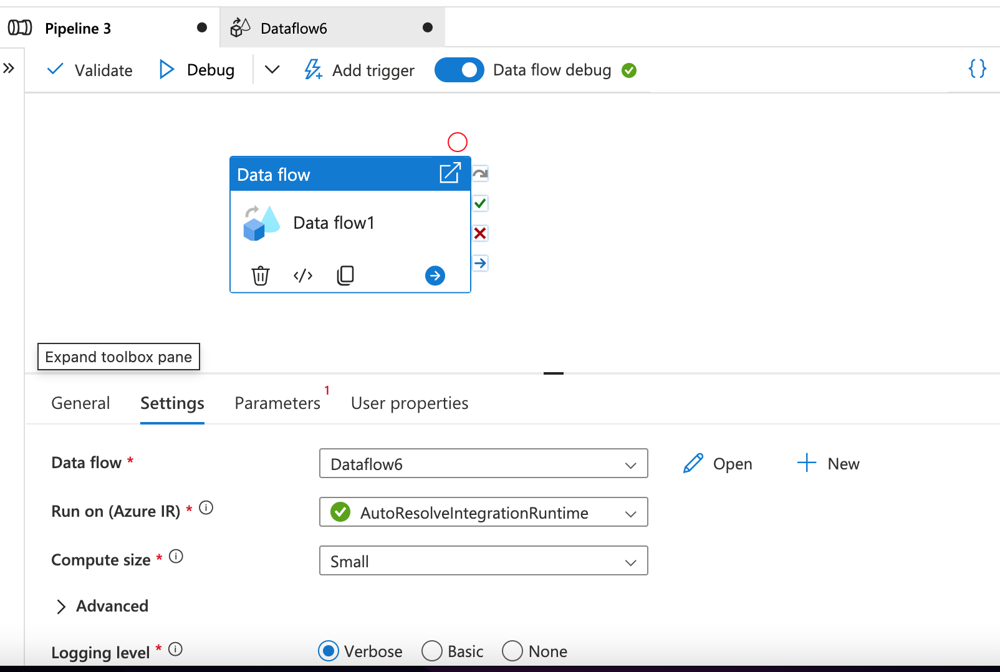 Pipeline 3
Dataflow6
Validate Debug Add trigger Data flow debug {}
Data flow
Data flow1
Expand toolbox pane
General Settings Parameters 1 User properties
Data flow * Dataflow6 Open New
Run on (Azure IR) * AutoResolveIntegrationRuntime
Compute size * Small
Advanced
Logging level * Verbose Basic None